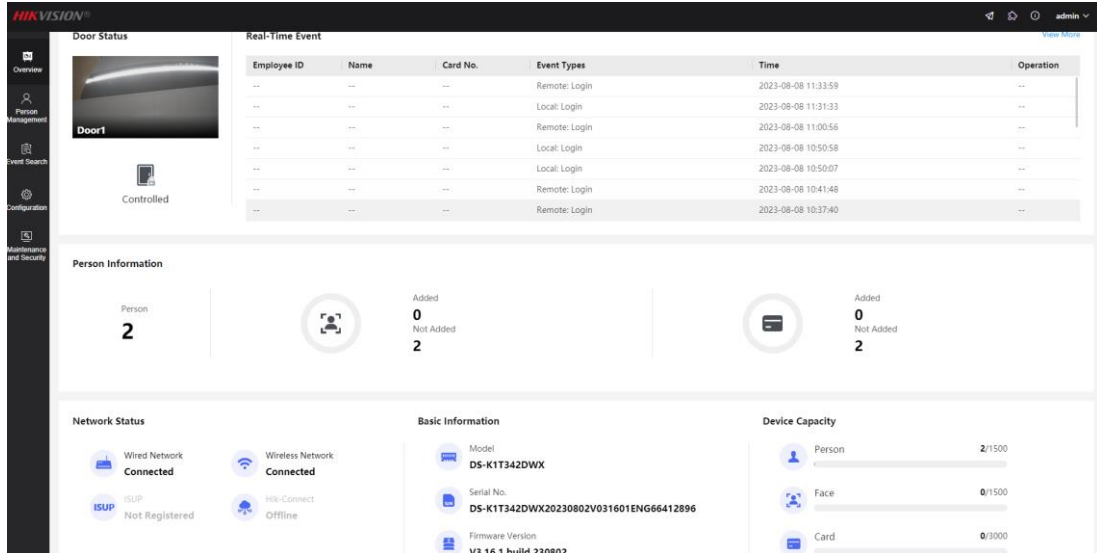 HIKVISION®
admin
Overview
Person
Management
Event Search
Configuration
Maintenance
and Security
Door Status
Door1
Controlled
Real-Time Event
View More
Employee ID Name Card No. Event Types Time Operation
-- -- -- Remote: Login 2023-08-08 11:33:59 --
-- -- -- Local: Login 2023-08-08 11:31:33 --
-- -- -- Remote: Login 2023-08-08 11:00:56 --
-- -- -- Local: Login 2023-08-08 10:50:58 --
-- -- -- Local: Login 2023-08-08 10:50:07 --
-- -- -- Remote: Login 2023-08-08 10:41:48 --
-- -- -- Remote: Login 2023-08-08 10:37:40 --
Person Information
Person
2
Added
0
Not Added
2
Added
0
Not Added
2
Network Status
Wired Network
Connected
Wireless Network
Connected
ISUP
ISUP
Not Registered
Hik-Connect
Offline
Basic Information
Model
DS-K1T342DWX
Serial No.
DS-K1T342DWX20230802V031601ENG66412896
Firmware Version
V3.16.1 build 230802
Device Capacity
Person 2/1500
Face 0/1500
Card 0/3000